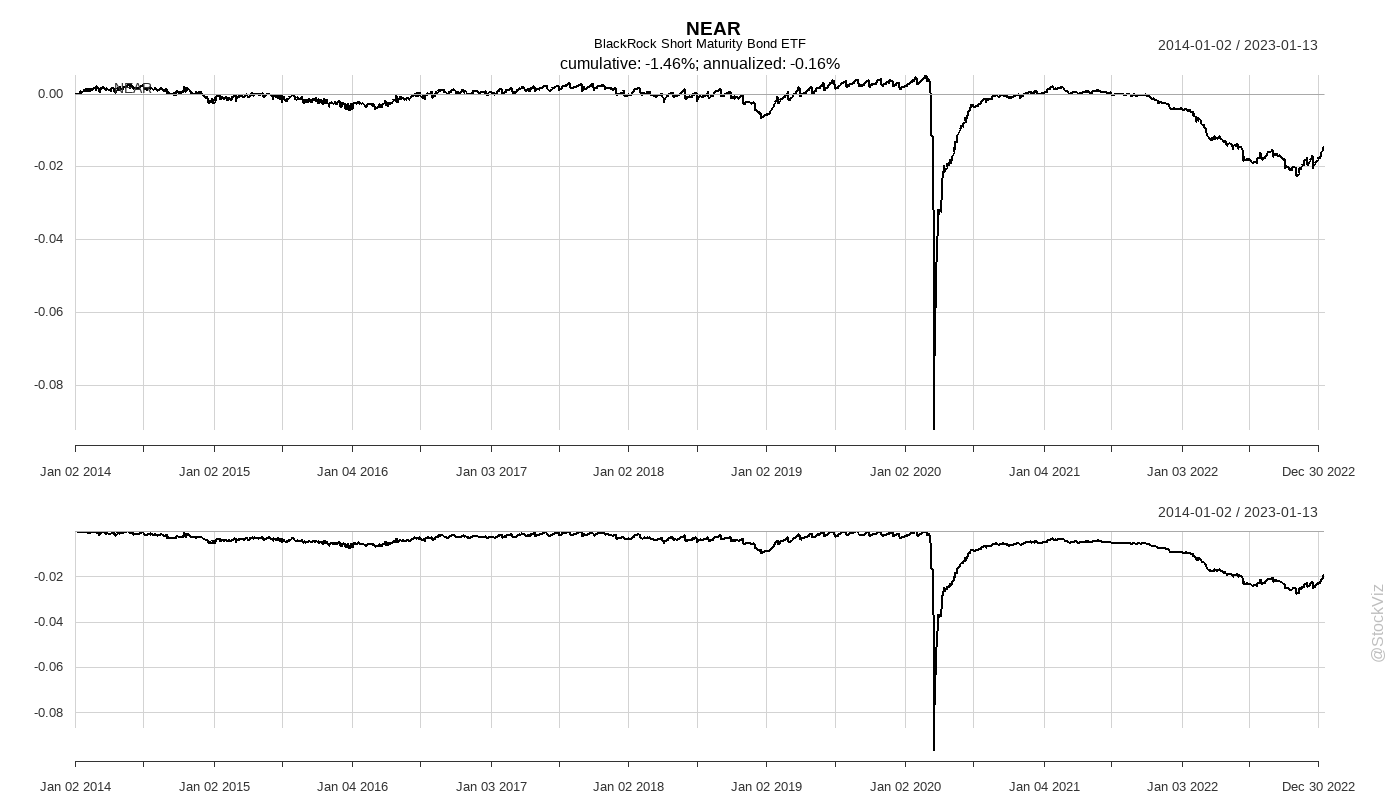 NEAR
BlackRock Short Maturity Bond ETF
2014-01-02 / 2023-01-13
cumulative: -1.46%; annualized: -0.16%
NEAR
0.00
-0.02
-0.04
-0.06
-0.08
Jan 02 2014 Jan 02 2015 Jan 04 2016 Jan 03 2017 Jan 02 2018 Jan 02 2019 Jan 02 2020 Jan 04 2021 Jan 03 2022 Dec 30 2022
2014-01-02 / 2023-01-13
-0.02
-0.04
-0.06
-0.08
Jan 02 2014 Jan 02 2015 Jan 04 2016 Jan 03 2017 Jan 02 2018 Jan 02 2019 Jan 02 2020 Jan 04 2021 Jan 03 2022 Dec 30 2022
@StockViz